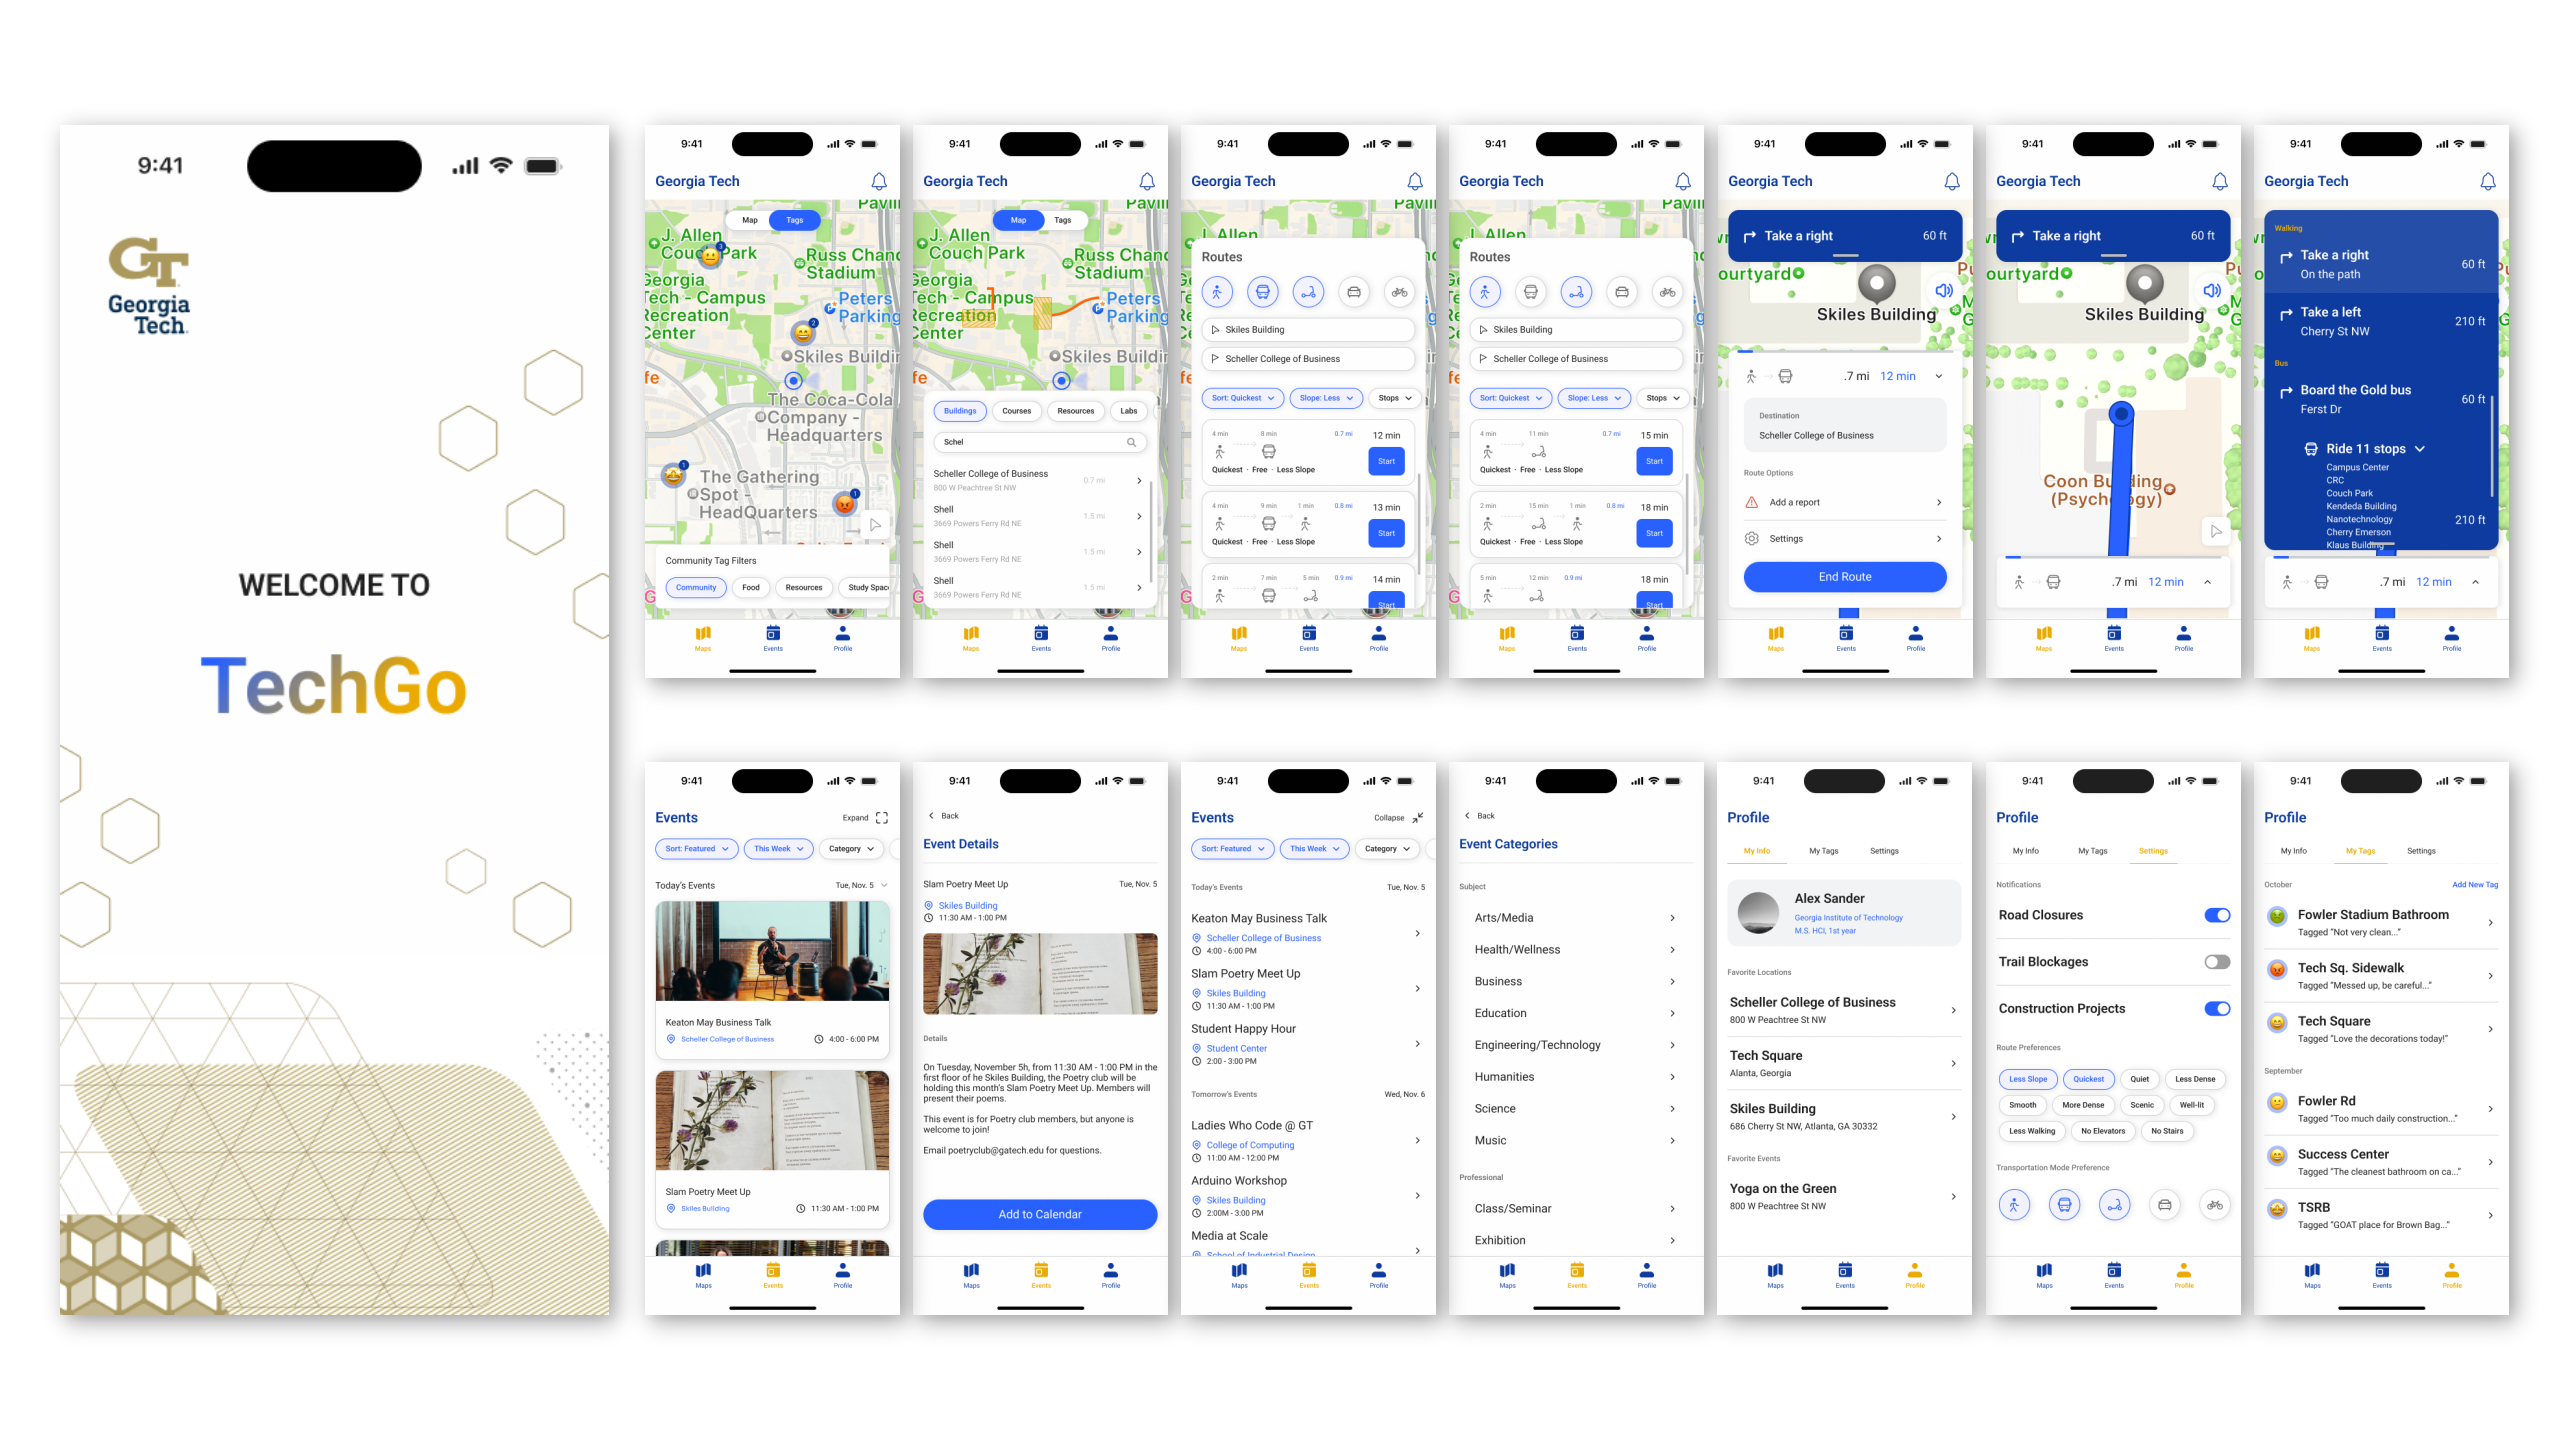 9:41
GT
Georgia
Tech
WELCOME TO
TechGo
9:41
Georgia Tech
Map Tags
Pavili
J. Allen
Couch Park
Russ Chand
Stadium
Georgia
Tech - Campus
Recreation
Center
Peters
Parking
Skiles Buildin
fe
The Coca-Cola
Company -
Headquarters
The Gathering
Spot -
HeadQuarters
3
2
1
1
Community Tag Filters
Community Food Resources Study Spac
Maps Events Profile
9:41
Georgia Tech
Map Tags
Pavili
J. Allen
Couch Park
Russ Chand
Stadium
Georgia
Tech - Campus
Recreation
Center
Peters
Parking
Skiles Buildin
fe
Buildings Courses Resources Labs
Schel
Scheller College of Business
800 W Peachtree St NW 0.7 mi
Shell
3669 Powers Ferry Rd NE 1.5 mi
Shell
3669 Powers Ferry Rd NE 1.5 mi
Shell
3669 Powers Ferry Rd NE 1.5 mi
Maps Events Profile
9:41
Georgia Tech
Routes
Skiles Building
Scheller College of Business
Sort: Quickest Slope: Less Stops
4 min 8 min 0.7 mi 12 min
Quickest · Free · Less Slope Start
4 min 9 min 1 min 0.8 mi 13 min
Quickest · Free · Less Slope Start
2 min 7 min 5 min 0.9 mi 14 min
Start
Maps Events Profile
9:41
Georgia Tech
Routes
Skiles Building
Scheller College of Business
Sort: Quickest Slope: Less Stops
4 min 11 min 0.7 mi 15 min
Quickest · Free · Less Slope Start
2 min 15 min 1 min 0.8 mi 18 min
Quickest · Free · Less Slope Start
5 min 12 min 0.9 mi 18 min
Start
Maps Events Profile
9:41
Georgia Tech
Take a right 60 ft
ourtyard
Skiles Building
.7 mi 12 min
Destination
Scheller College of Business
Route Options
Add a report
Settings
End Route
Maps Events Profile
9:41
Georgia Tech
Take a right 60 ft
ourtyard
Skiles Building
Coon Building
(Psychology)
.7 mi 12 min
Maps Events Profile
9:41
Georgia Tech
Walking
Take a right
On the path 60 ft
Take a left
Cherry St NW 210 ft
Bus
Board the Gold bus
Ferst Dr 60 ft
Ride 11 stops
Campus Center
CRC
Couch Park
Kendeda Building
Nanotechnology 210 ft
Cherry Emerson
Klaus Building
.7 mi 12 min
Maps Events Profile
9:41
Events Expand
Sort: Featured This Week Category
Today's Events Tue, Nov. 5
Keaton May Business Talk
Scheller College of Business 4:00 - 6:00 PM
Slam Poetry Meet Up
Skiles Building 11:30 AM - 1:00 PM
Maps Events Profile
9:41
Back
Event Details
Slam Poetry Meet Up Tue, Nov. 5
Skiles Building
11:30 AM - 1:00 PM
Details
On Tuesday, November 5h, from 11:30 AM - 1:00 PM in the
first floor of he Skiles Building, the Poetry club will be
holding this month's Slam Poetry Meet Up. Members will
present their poems.
This event is for Poetry club members, but anyone is
welcome to join!
Email poetryclub@gatech.edu for questions.
Add to Calendar
Maps Events Profile
9:41
Events Collapse
Sort: Featured This Week Category
Today's Events Tue, Nov. 5
Keaton May Business Talk
Scheller College of Business
4:00 - 6:00 PM
Slam Poetry Meet Up
Skiles Building
11:30 AM - 1:00 PM
Student Happy Hour
Student Center
2:00 - 3:00 PM
Tomorrow's Events Wed, Nov. 6
Ladies Who Code @ GT
College of Computing
11:00 AM - 12:00 PM
Arduino Workshop
Skiles Building
2:00M - 3:00 PM
Media at Scale
School of Industrial Design
Maps Events Profile
9:41
Back
Event Categories
Subject
Arts/Media
Health/Wellness
Business
Education
Engineering/Technology
Humanities
Science
Music
Professional
Class/Seminar
Exhibition
Maps Events Profile
9:41
Profile
My Info My Tags Settings
Alex Sander
Georgia Institute of Technology
M.S. HCI, 1st year
Favorite Locations
Scheller College of Business
800 W Peachtree St NW
Tech Square
Alanta, Georgia
Skiles Building
686 Cherry St NW, Atlanta, GA 30332
Favorite Events
Yoga on the Green
800 W Peachtree St NW
Maps Events Profile
9:41
Profile
My Info My Tags Settings
Notifications
Road Closures
Trail Blockages
Construction Projects
Route Preferences
Less Slope Quickest Quiet Less Dense
Smooth More Dense Scenic Well-lit
Less Walking No Elevators No Stairs
Transportation Mode Preference
Maps Events Profile
9:41
Profile
My Info My Tags Settings
October Add New Tag
Fowler Stadium Bathroom
Tagged "Not very clean..."
Tech Sq. Sidewalk
Tagged "Messed up, be careful..."
Tech Square
Tagged "Love the decorations today!"
September
Fowler Rd
Tagged "Too much daily construction..."
Success Center
Tagged "The cleanest bathroom on ca..."
TSRB
Tagged "GOAT place for Brown Bag..."
Maps Events Profile